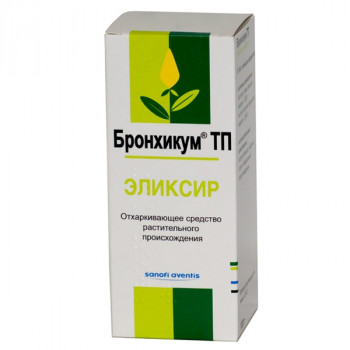 Бронхикум® ТП
ЭЛИКСИР
Отхаркивающее средство
растительного
происхождения
sanofi aventis